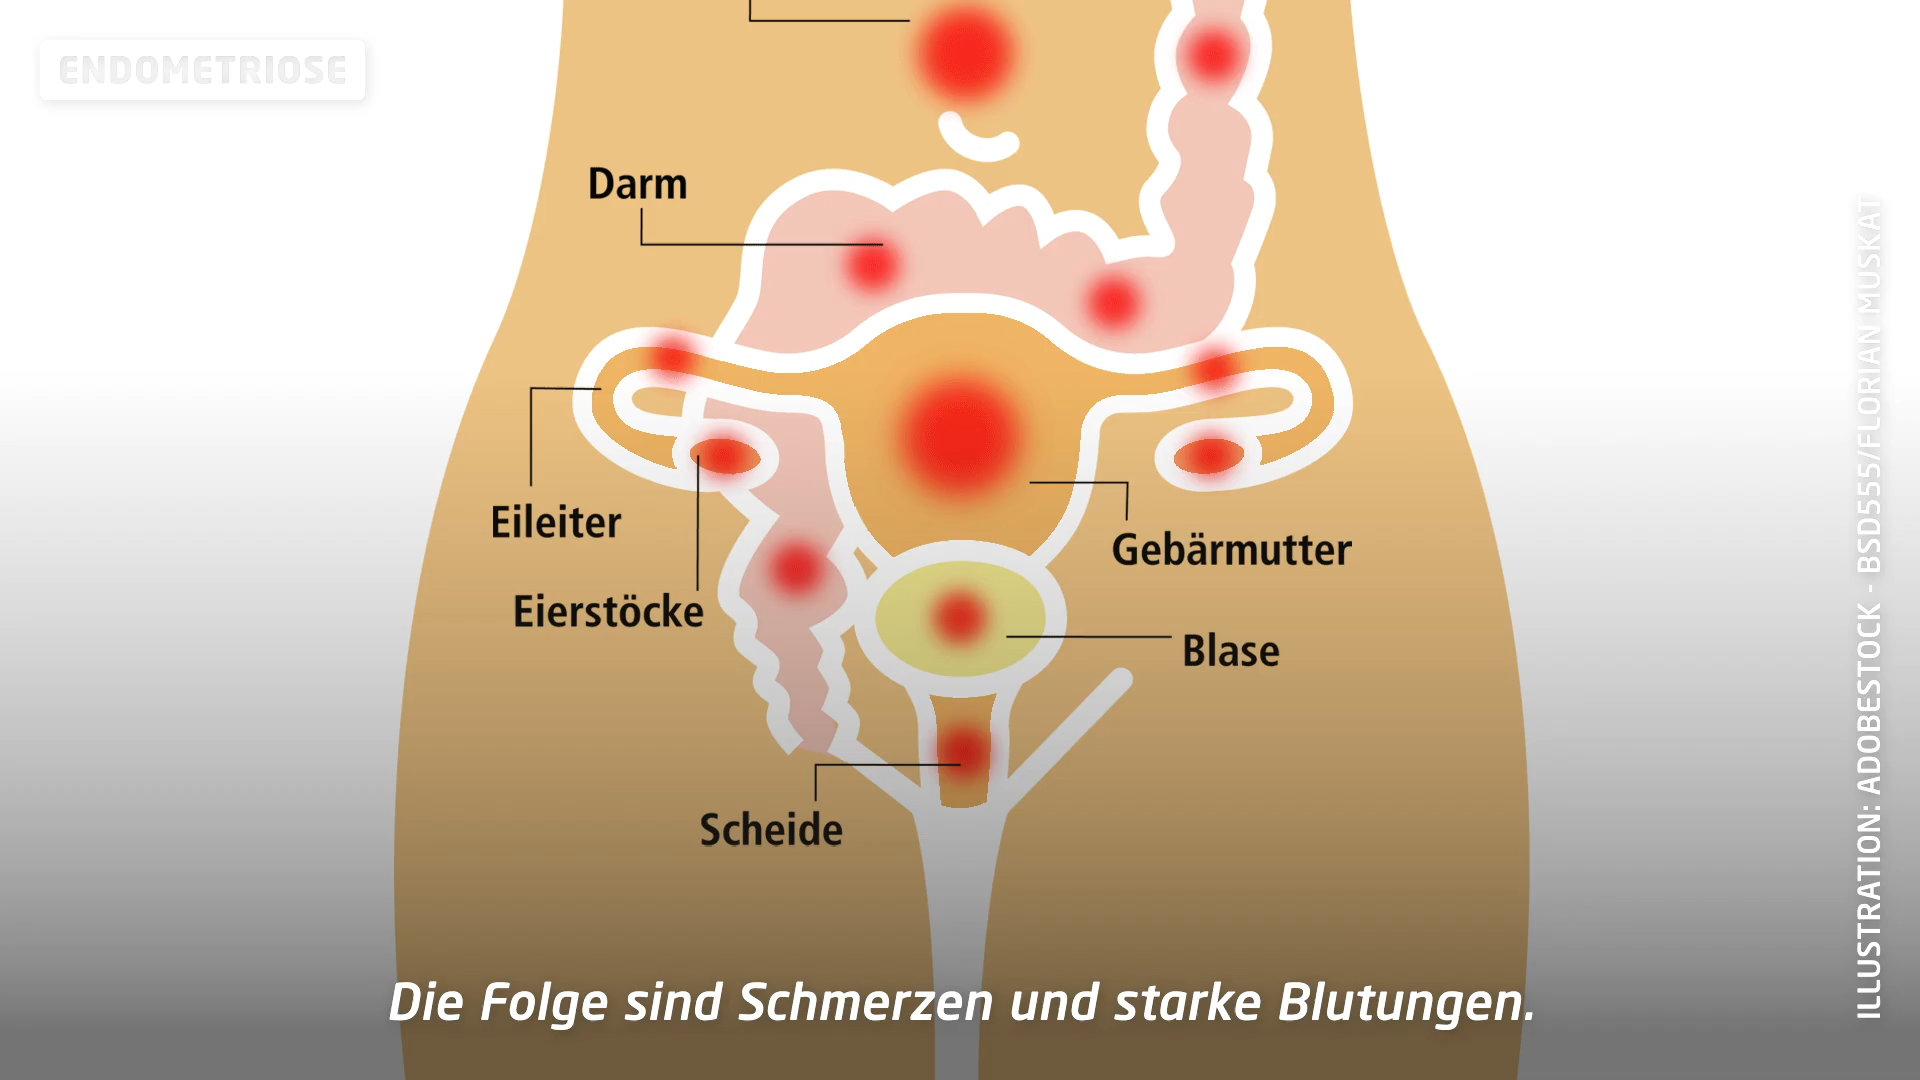 ENDOMETRIOSE
Darm
Eileiter
Eierstöcke
Gebärmutter
Blase
Scheide
Die Folge sind Schmerzen und starke Blutungen.
ILLUSTRATION: ADOBESTOCK - BSD555/FLORIAN MUSKAT